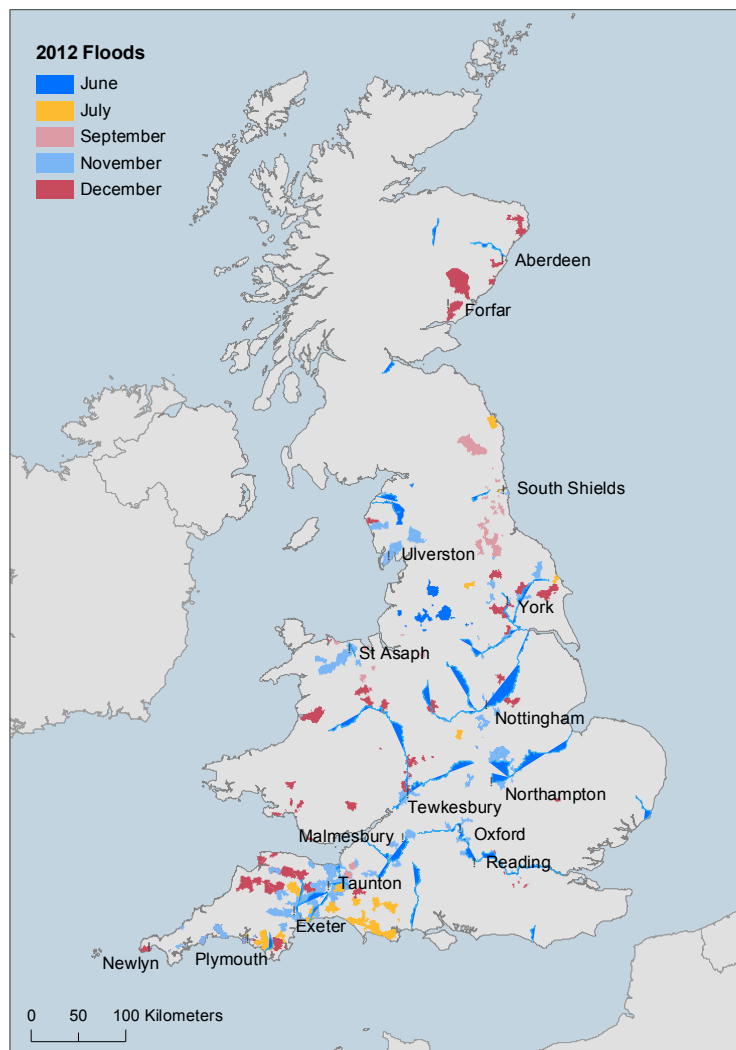 2012 Floods
June
July
September
November
December
Aberdeen
Forfar
South Shields
Ulverston
York
St Asaph
Nottingham
Northampton
Tewkesbury
Malmesbury
Oxford
Reading
Taunton
Exeter
Plymouth
Newlyn
0 50 100 Kilometers